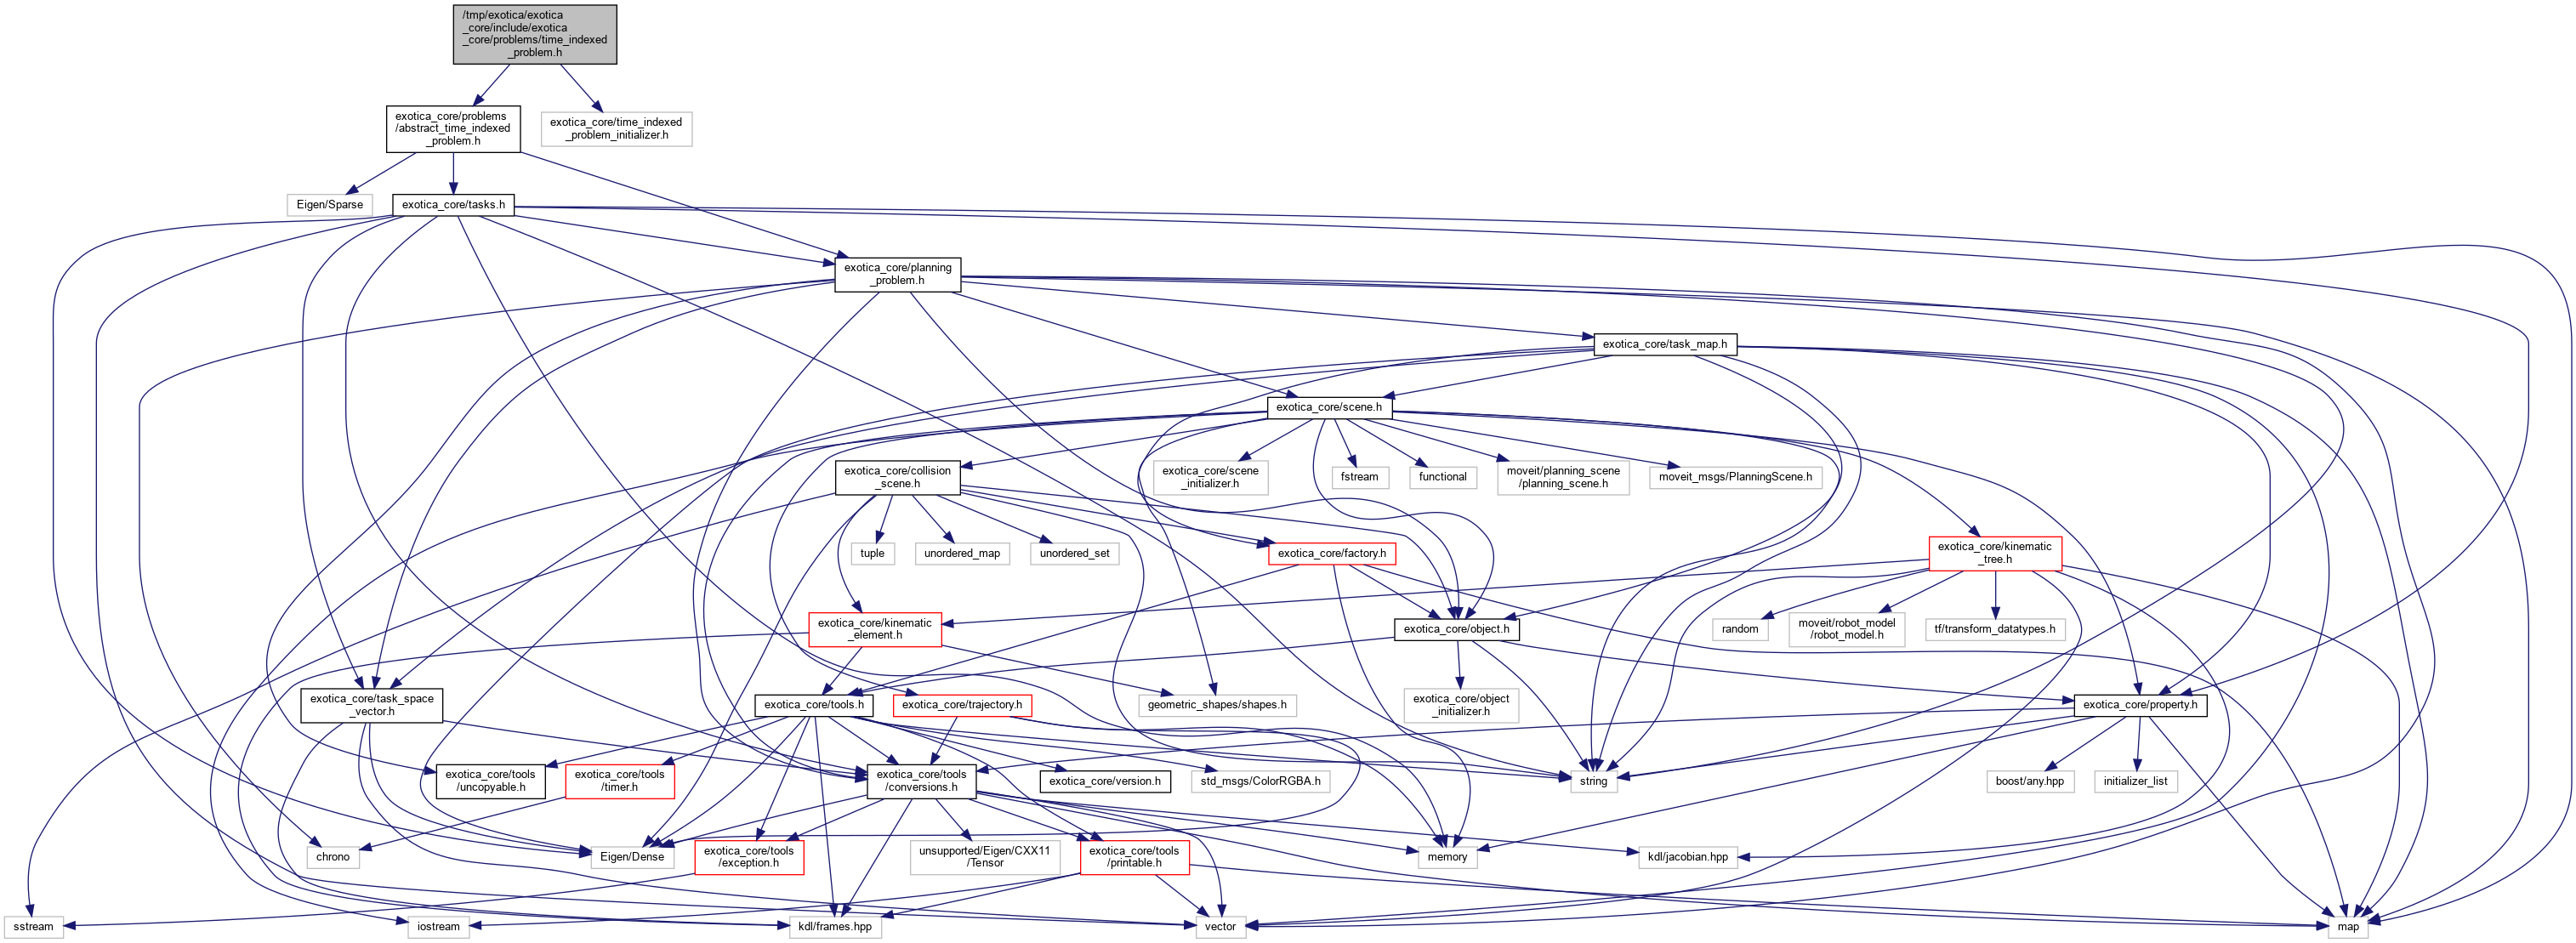 /tmp/exotica/exotica
_core/include/exotica
_core/problems/time_indexed
_problem.h
exotica_core/problems
/abstract_time_indexed
_problem.h
exotica_core/time_indexed
_problem_initializer.h
Eigen/Sparse
exotica_core/tasks.h
exotica_core/planning
_problem.h
exotica_core/task_map.h
exotica_core/scene.h
exotica_core/collision
_scene.h
exotica_core/scene
_initializer.h
fstream
functional
moveit/planning_scene
/planning_scene.h
moveit_msgs/PlanningScene.h
tuple
unordered_map
unordered_set
exotica_core/factory.h
exotica_core/kinematic
_tree.h
exotica_core/kinematic
_element.h
exotica_core/object.h
random
moveit/robot_model
/robot_model.h
tf/transform_datatypes.h
exotica_core/task_space
_vector.h
exotica_core/tools.h
exotica_core/trajectory.h
geometric_shapes/shapes.h
exotica_core/object
_initializer.h
exotica_core/property.h
exotica_core/tools
/uncopyable.h
exotica_core/tools
/timer.h
exotica_core/tools
/conversions.h
exotica_core/version.h
std_msgs/ColorRGBA.h
string
boost/any.hpp
initializer_list
chrono
Eigen/Dense
exotica_core/tools
/exception.h
unsupported/Eigen/CXX11
/Tensor
exotica_core/tools
/printable.h
memory
kdl/jacobian.hpp
sstream
iostream
kdl/frames.hpp
vector
map